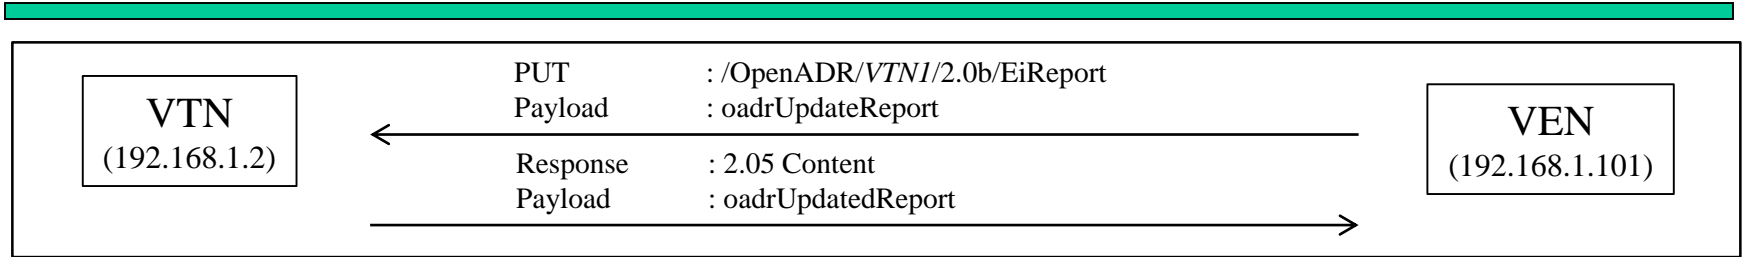 VTN
(192.168.1.2)
PUT : /OpenADR/VTN1/2.0b/EiReport
Payload : oadrUpdateReport
Response : 2.05 Content
Payload : oadrUpdatedReport
VEN
(192.168.1.101)